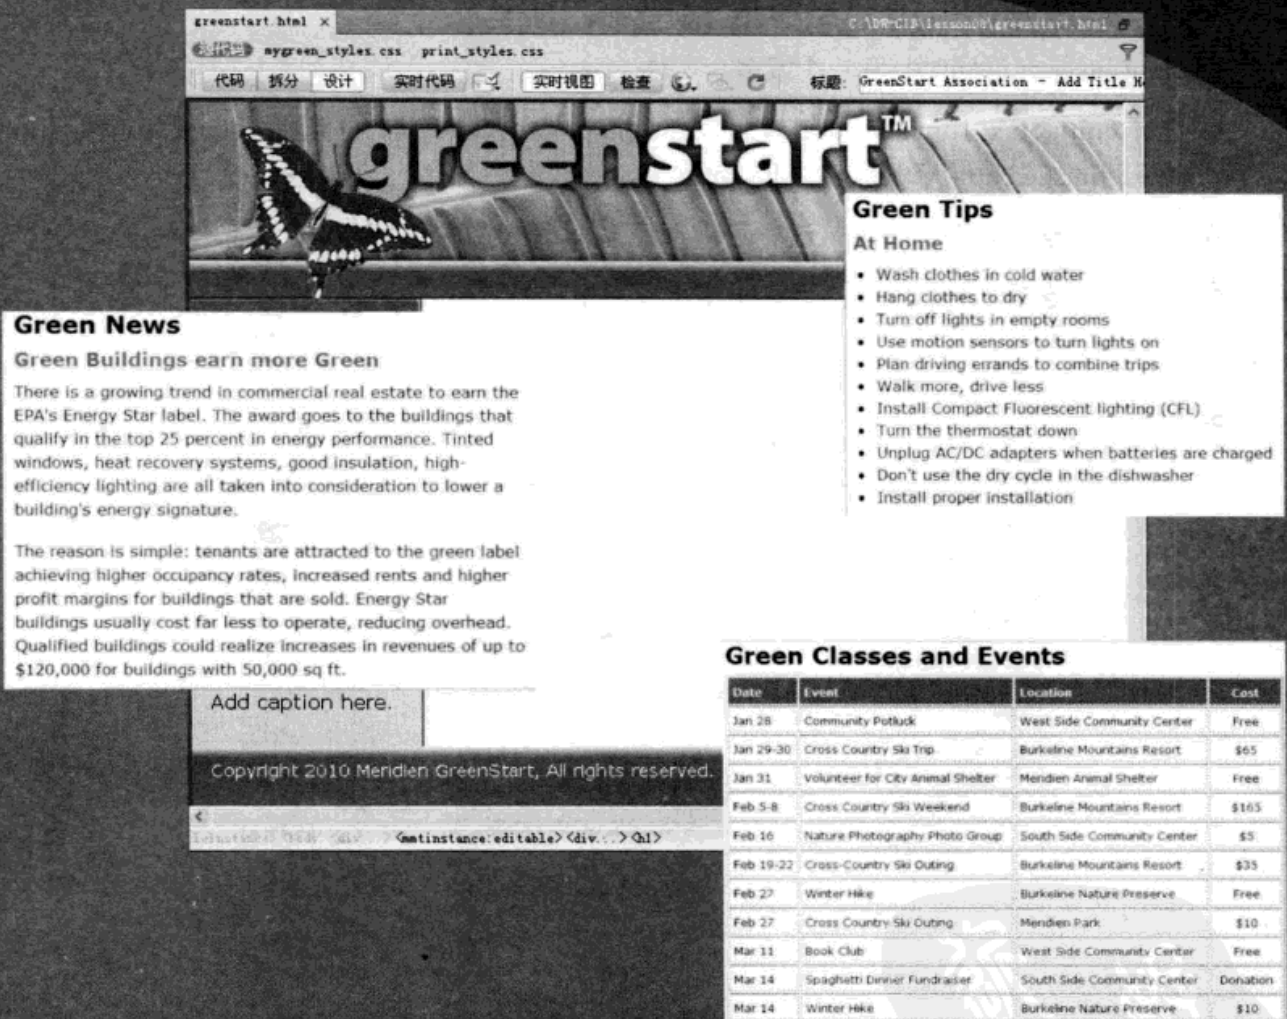 greenstart.html ×
C:\DR-CIB\lesson08\greenstart.html
源代码 mygreen_styles.css print_styles.css
代码 拆分 设计 实时代码 实时视图 检查 标题: GreenStart Association - Add Title H
greenstart™
Green Tips
At Home
• Wash clothes in cold water
• Hang clothes to dry
• Turn off lights in empty rooms
• Use motion sensors to turn lights on
• Plan driving errands to combine trips
• Walk more, drive less
• Install Compact Fluorescent lighting (CFL)
• Turn the thermostat down
• Unplug AC/DC adapters when batteries are charged
• Don't use the dry cycle in the dishwasher
• Install proper installation
Green News
Green Buildings earn more Green
There is a growing trend in commercial real estate to earn the
EPA's Energy Star label. The award goes to the buildings that
qualify in the top 25 percent in energy performance. Tinted
windows, heat recovery systems, good insulation, high-
efficiency lighting are all taken into consideration to lower a
building's energy signature.
The reason is simple: tenants are attracted to the green label
achieving higher occupancy rates, increased rents and higher
profit margins for buildings that are sold. Energy Star
buildings usually cost far less to operate, reducing overhead.
Qualified buildings could realize increases in revenues of up to
$120,000 for buildings with 50,000 sq ft.
Add caption here.
Copyright 2010 Meridien GreenStart, All rights reserved.
<mmtinstance:editable> <div...> <h1>
Green Classes and Events
Date Event Location Cost
Jan 28 Community Potluck West Side Community Center Free
Jan 29-30 Cross Country Ski Trip Burkeline Mountains Resort $65
Jan 31 Volunteer for City Animal Shelter Meridien Animal Shelter Free
Feb 5-8 Cross Country Ski Weekend Burkeline Mountains Resort $165
Feb 16 Nature Photography Photo Group South Side Community Center $5
Feb 19-22 Cross-Country Ski Outing Burkeline Mountains Resort $35
Feb 27 Winter Hike Burkeline Nature Preserve Free
Feb 27 Cross Country Ski Outing Meridien Park $10
Mar 11 Book Club West Side Community Center Free
Mar 14 Spaghetti Dinner Fundraiser South Side Community Center Donation
Mar 14 Winter Hike Burkeline Nature Preserve $10